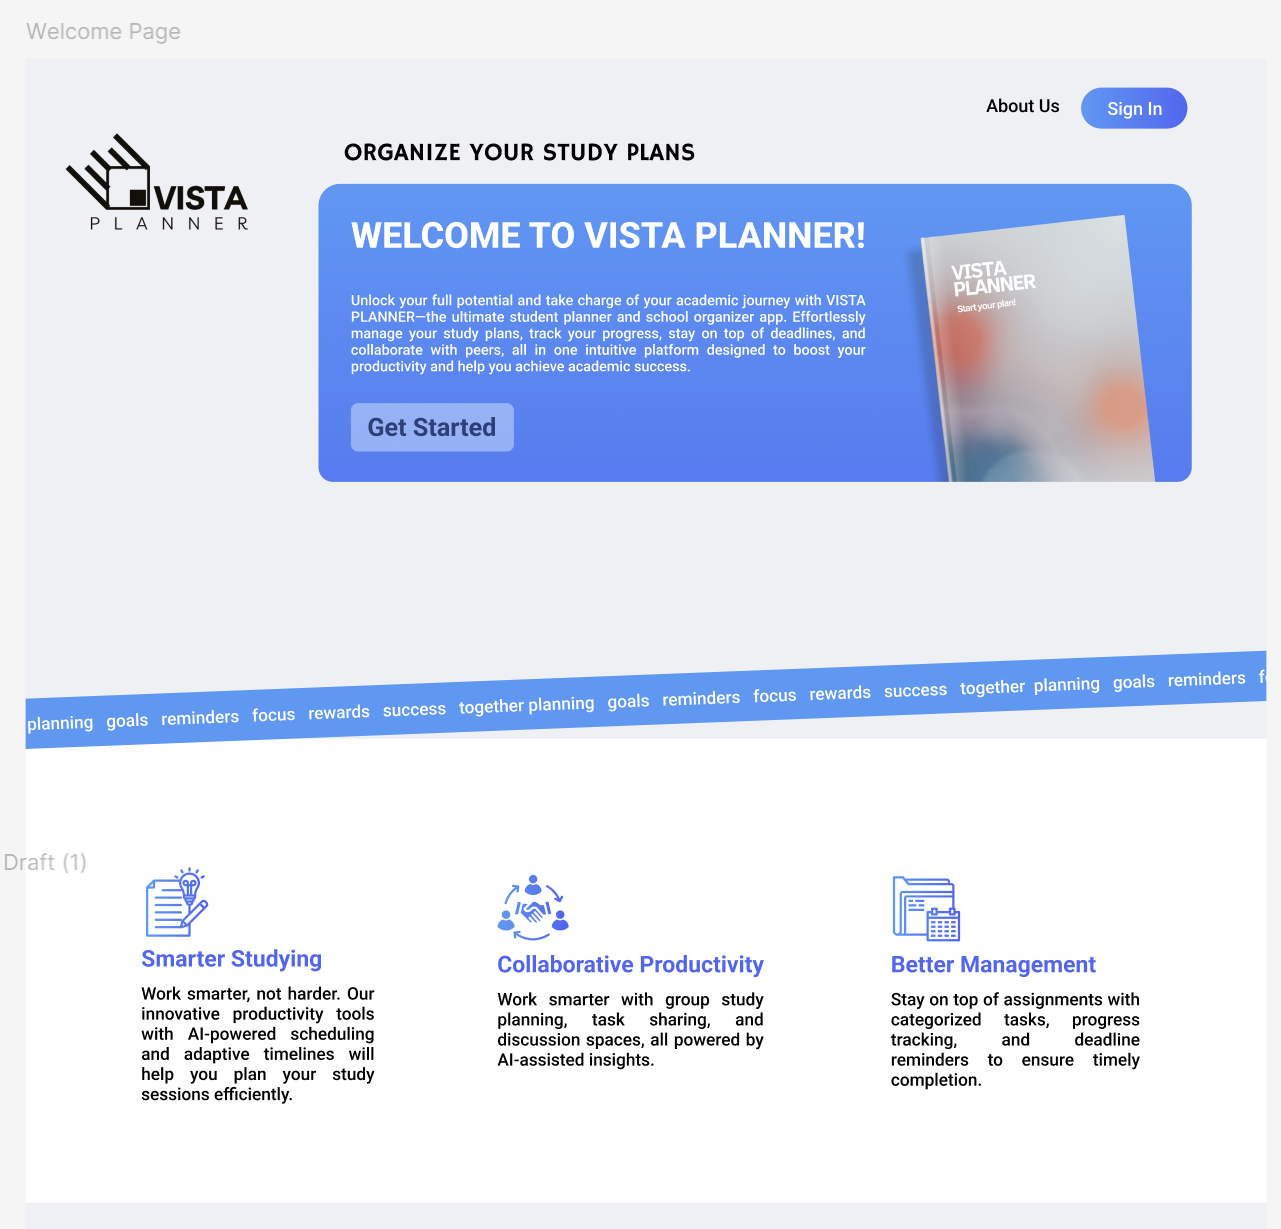 Welcome Page
About Us
Sign In
VISTA
PLANNER
ORGANIZE YOUR STUDY PLANS
WELCOME TO VISTA PLANNER!
Unlock your full potential and take charge of your academic journey with VISTA
PLANNER—the ultimate student planner and school organizer app. Effortlessly
manage your study plans, track your progress, stay on top of deadlines, and
collaborate with peers, all in one intuitive platform designed to boost your
productivity and help you achieve academic success.
Get Started
VISTA
PLANNER
Start your plan!
planning goals reminders focus rewards success together planning goals reminders focus rewards success together planning goals reminders f
Draft (1)
Smarter Studying
Work smarter, not harder. Our
innovative productivity tools
with AI-powered scheduling
and adaptive timelines will
help you plan your study
sessions efficiently.
Collaborative Productivity
Work smarter with group study
planning, task sharing, and
discussion spaces, all powered by
AI-assisted insights.
Better Management
Stay on top of assignments with
categorized tasks, progress
tracking, and deadline
reminders to ensure timely
completion.